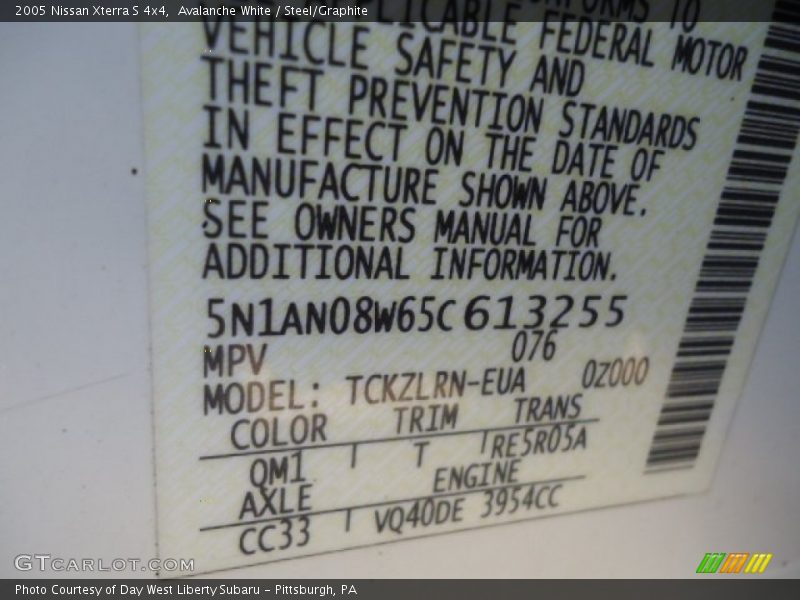 2005 Nissan Xterra S 4x4, Avalanche White / Steel/Graphite
TO
FEDERAL MOTOR
VEHICLE SAFETY AND
THEFT PREVENTION STANDARDS
IN EFFECT ON THE DATE OF
MANUFACTURE SHOWN ABOVE.
SEE OWNERS MANUAL FOR
ADDITIONAL INFORMATION.
5N1AN08W65C613255
MPV 076
MODEL: TCKZLRN-EUA 0Z000
COLOR TRIM TRANS
QM1 T RE5R05A
AXLE ENGINE
CC33 VQ40DE 3954CC
GTCARLOT.COM
Photo Courtesy of Day West Liberty Subaru - Pittsburgh, PA